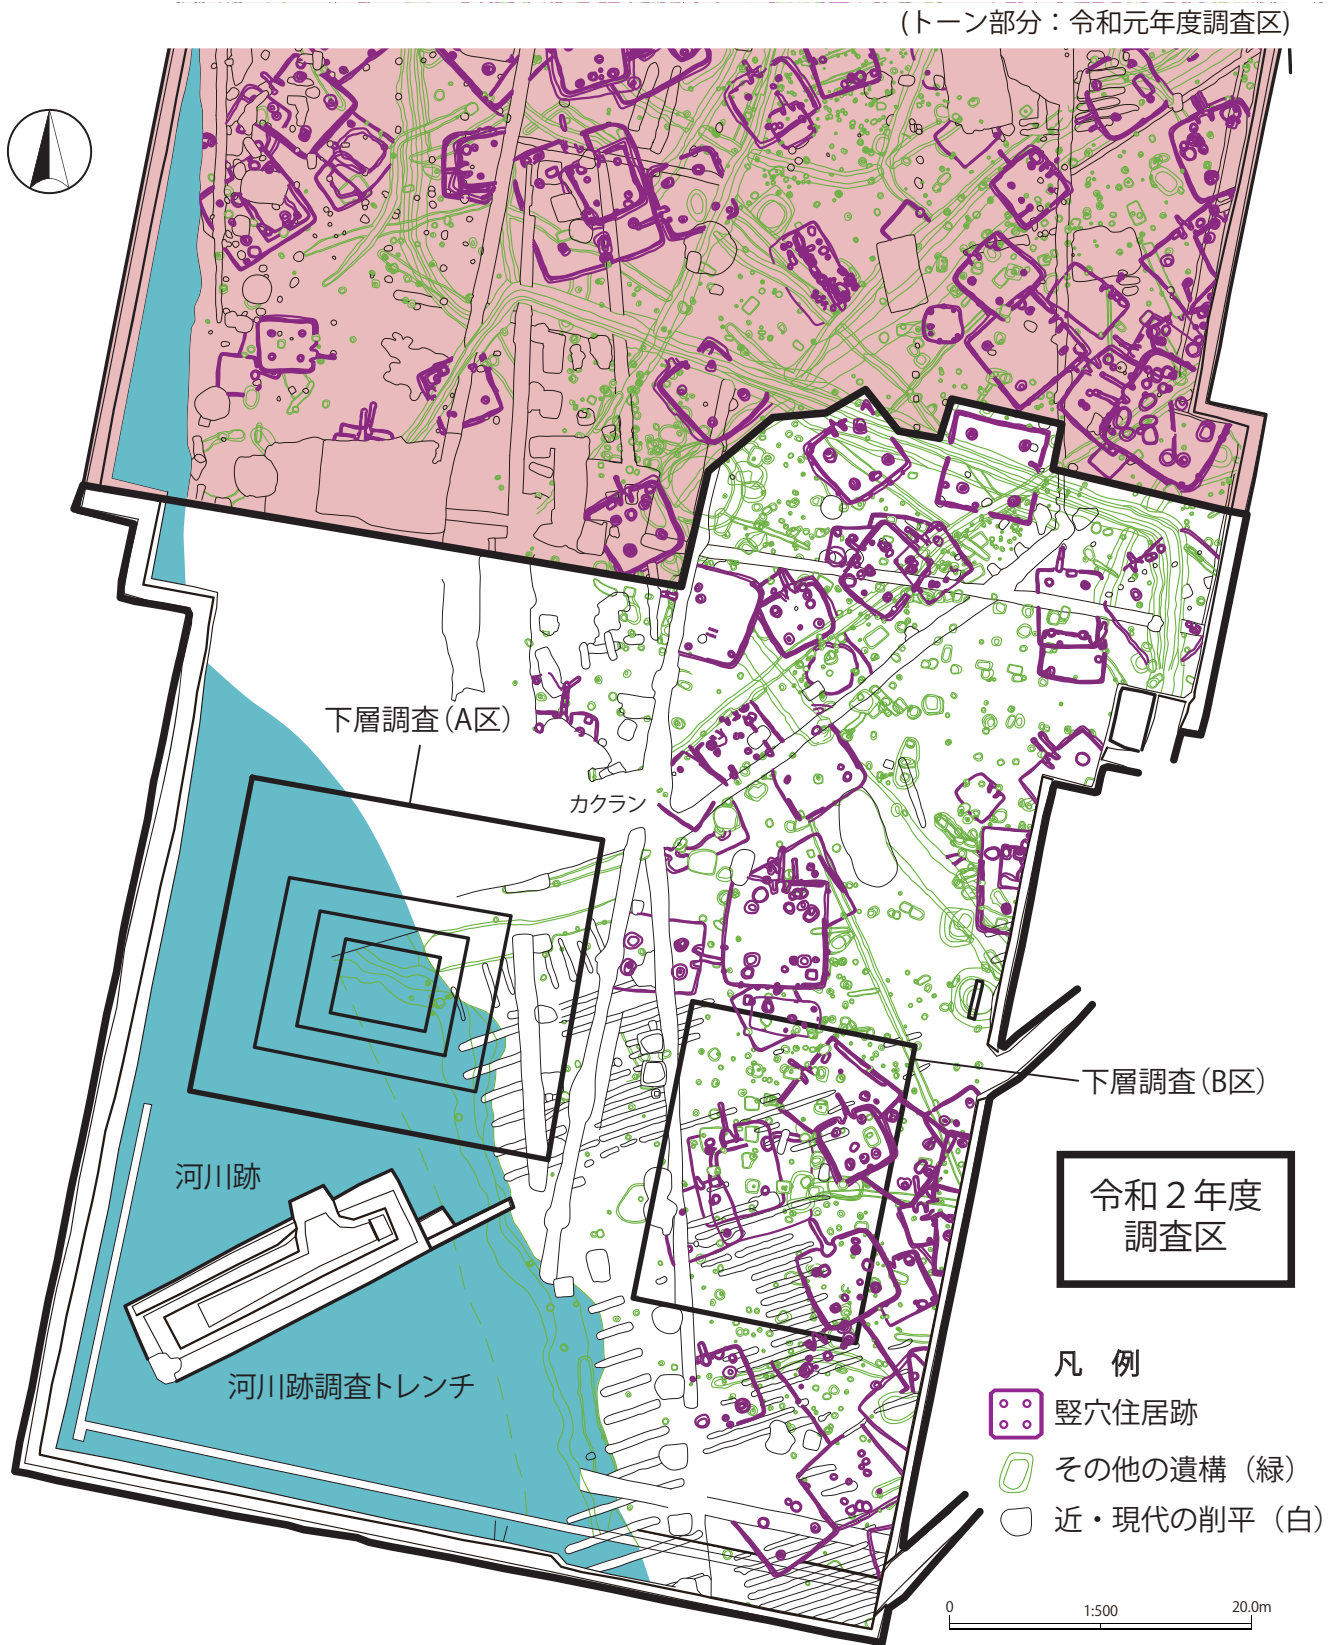 (トーン部分：令和元年度調査区)
下層調査（A区）
カクラン
下層調査（B区）
河川跡
令和２年度
調査区
河川跡調査トレンチ
凡　例
竪穴住居跡
その他の遺構（緑）
近・現代の削平（白）
0
1:500
20.0m